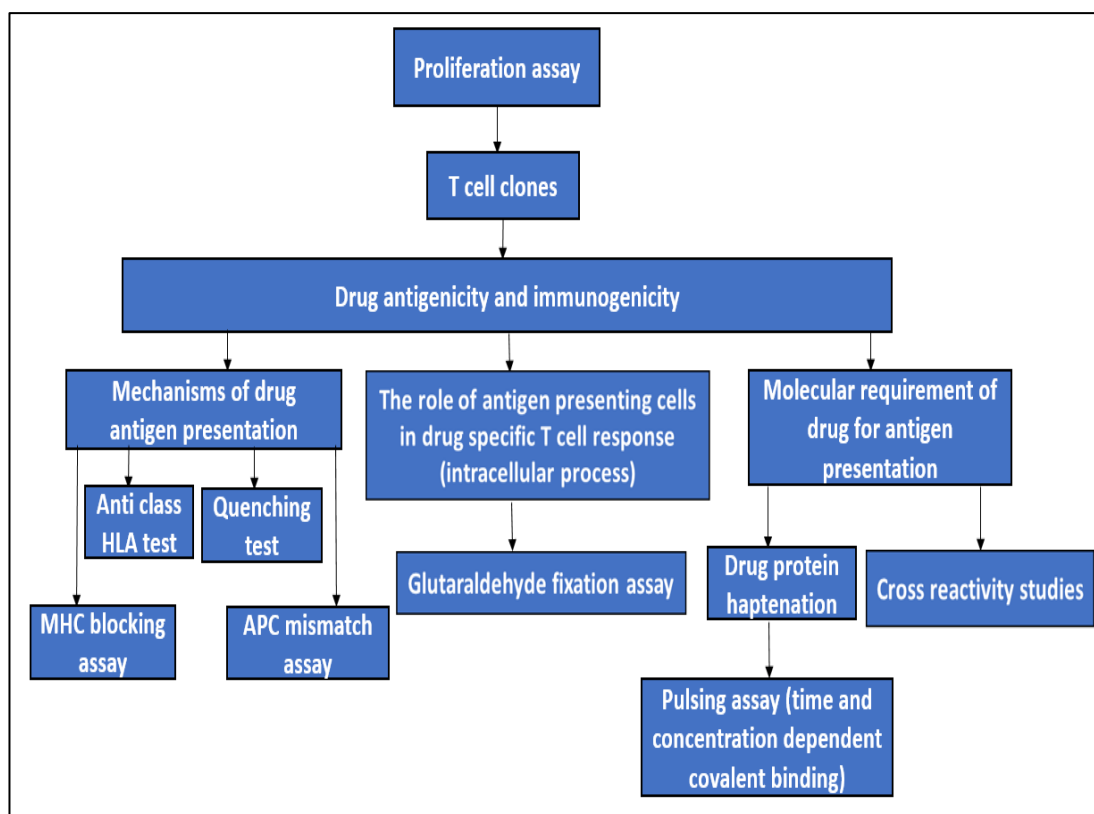 Proliferation assay
T cell clones
Drug antigenicity and immunogenicity
Mechanisms of drug
antigen presentation
The role of antigen presenting cells
in drug specific T cell response
(intracellular process)
Molecular requirement of
drug for antigen
presentation
Anti class
HLA test
Quenching
test
MHC blocking
assay
APC mismatch
assay
Glutaraldehyde fixation assay
Drug protein
haptenation
Cross reactivity studies
Pulsing assay (time and
concentration dependent
covalent binding)